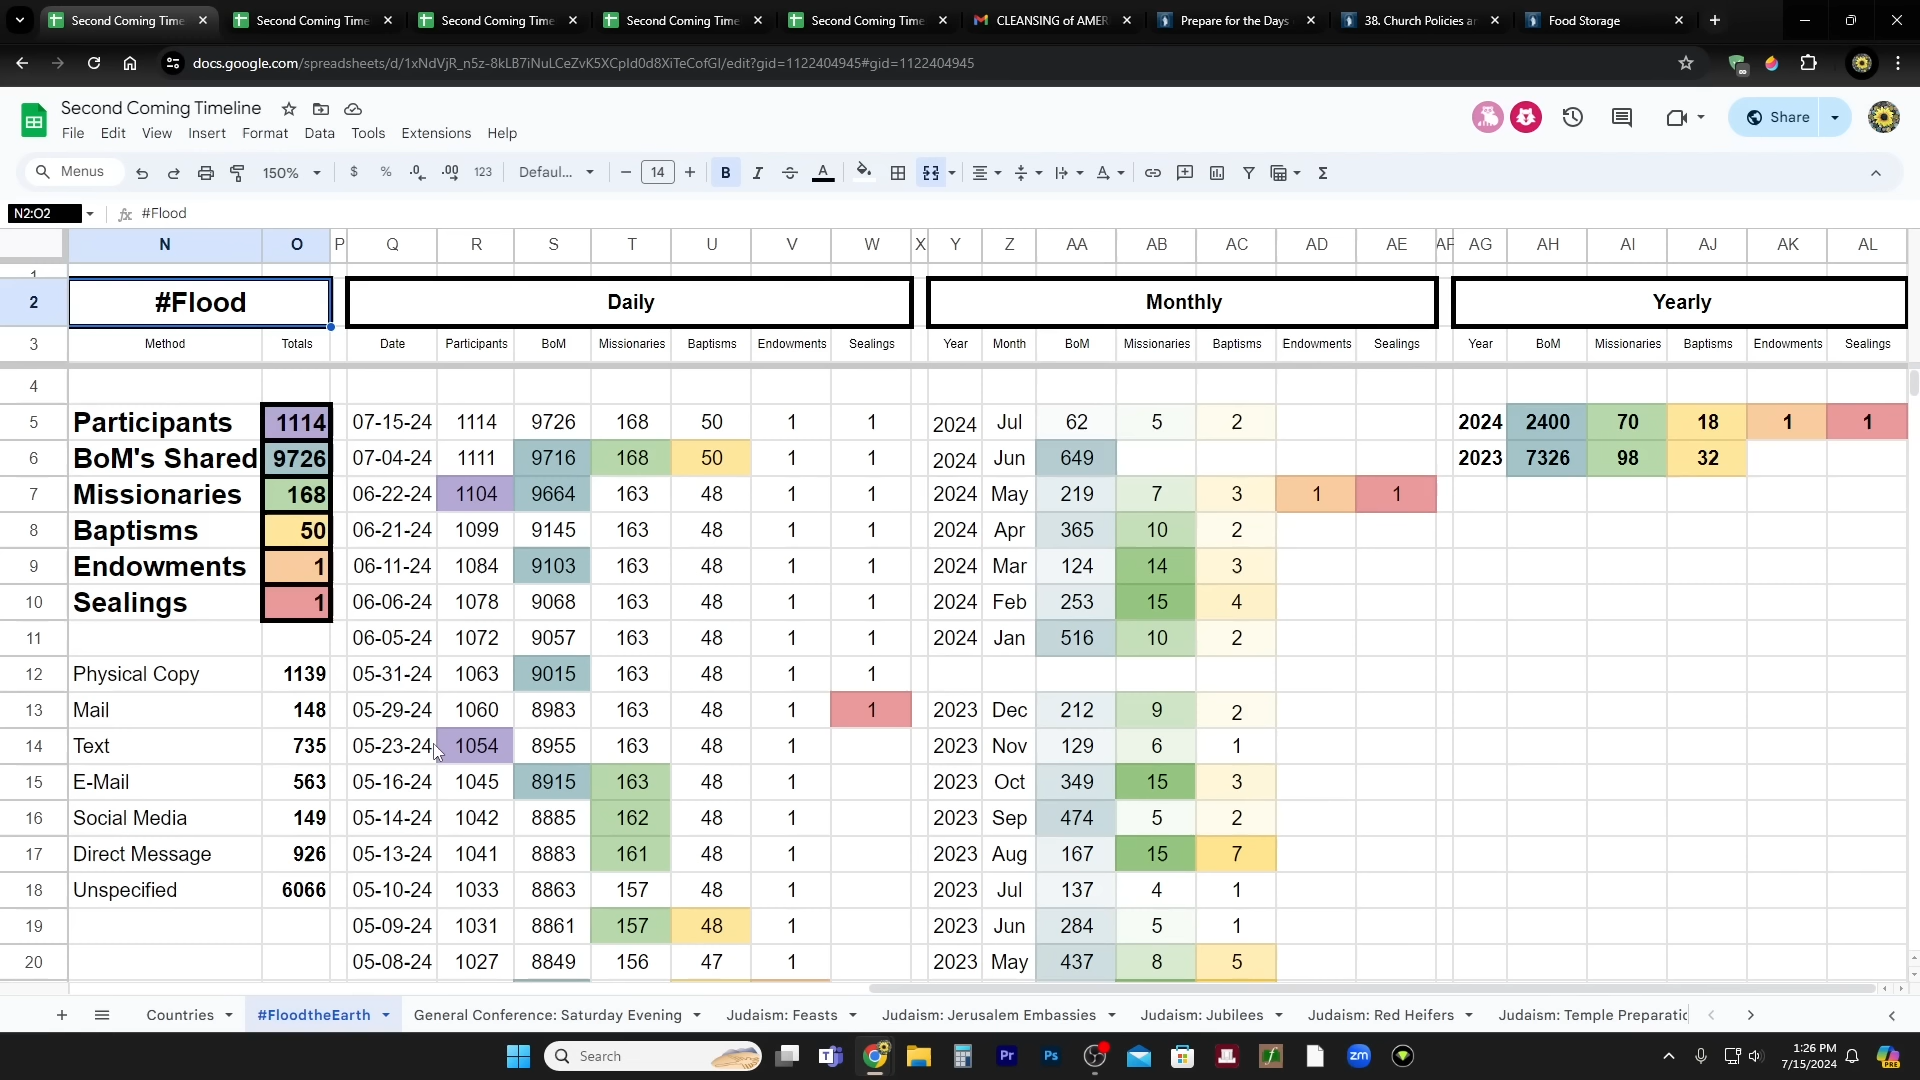 Second Coming Time
Second Coming Time
Second Coming Time
Second Coming Time
Second Coming Time
CLEANSING of AMER
Prepare for the Days
38. Church Policies ar
Food Storage
docs.google.com/spreadsheets/d/1xNdVjR_n5z-8kLB7iNuLCeZvK5XCpId0d8XiTeCofGI/edit?gid=1122404945#gid=1122404945
Second Coming Timeline
File Edit View Insert Format Data Tools Extensions Help
Share
Menus 150% $ % .0 .00 123 Defaul... 14 B I A
N2:O2 fx #Flood
N O P Q R S T U V W X Y Z AA AB AC AD AE AF AG AH AI AJ AK AL
1
2 #Flood Daily Monthly Yearly
3 Method Totals Date Participants BoM Missionaries Baptisms Endowments Sealings Year Month BoM Missionaries Baptisms Endowments Sealings Year BoM Missionaries Baptisms Endowments Sealings
4
5 Participants 1114 07-15-24 1114 9726 168 50 1 1 2024 Jul 62 5 2 2024 2400 70 18 1 1
6 BoM's Shared 9726 07-04-24 1111 9716 168 50 1 1 2024 Jun 649 2023 7326 98 32
7 Missionaries 168 06-22-24 1104 9664 163 48 1 1 2024 May 219 7 3 1 1
8 Baptisms 50 06-21-24 1099 9145 163 48 1 1 2024 Apr 365 10 2
9 Endowments 1 06-11-24 1084 9103 163 48 1 1 2024 Mar 124 14 3
10 Sealings 1 06-06-24 1078 9068 163 48 1 1 2024 Feb 253 15 4
11 06-05-24 1072 9057 163 48 1 1 2024 Jan 516 10 2
12 Physical Copy 1139 05-31-24 1063 9015 163 48 1 1
13 Mail 148 05-29-24 1060 8983 163 48 1 1 2023 Dec 212 9 2
14 Text 735 05-23-24 1054 8955 163 48 1 2023 Nov 129 6 1
15 E-Mail 563 05-16-24 1045 8915 163 48 1 2023 Oct 349 15 3
16 Social Media 149 05-14-24 1042 8885 162 48 1 2023 Sep 474 5 2
17 Direct Message 926 05-13-24 1041 8883 161 48 1 2023 Aug 167 15 7
18 Unspecified 6066 05-10-24 1033 8863 157 48 1 2023 Jul 137 4 1
19 05-09-24 1031 8861 157 48 1 2023 Jun 284 5 1
20 05-08-24 1027 8849 156 47 1 2023 May 437 8 5
Countries #FloodtheEarth General Conference: Saturday Evening Judaism: Feasts Judaism: Jerusalem Embassies Judaism: Jubilees Judaism: Red Heifers Judaism: Temple Preparatic
Search
Pr
Ps
zm
1:26 PM
7/15/2024
PRE